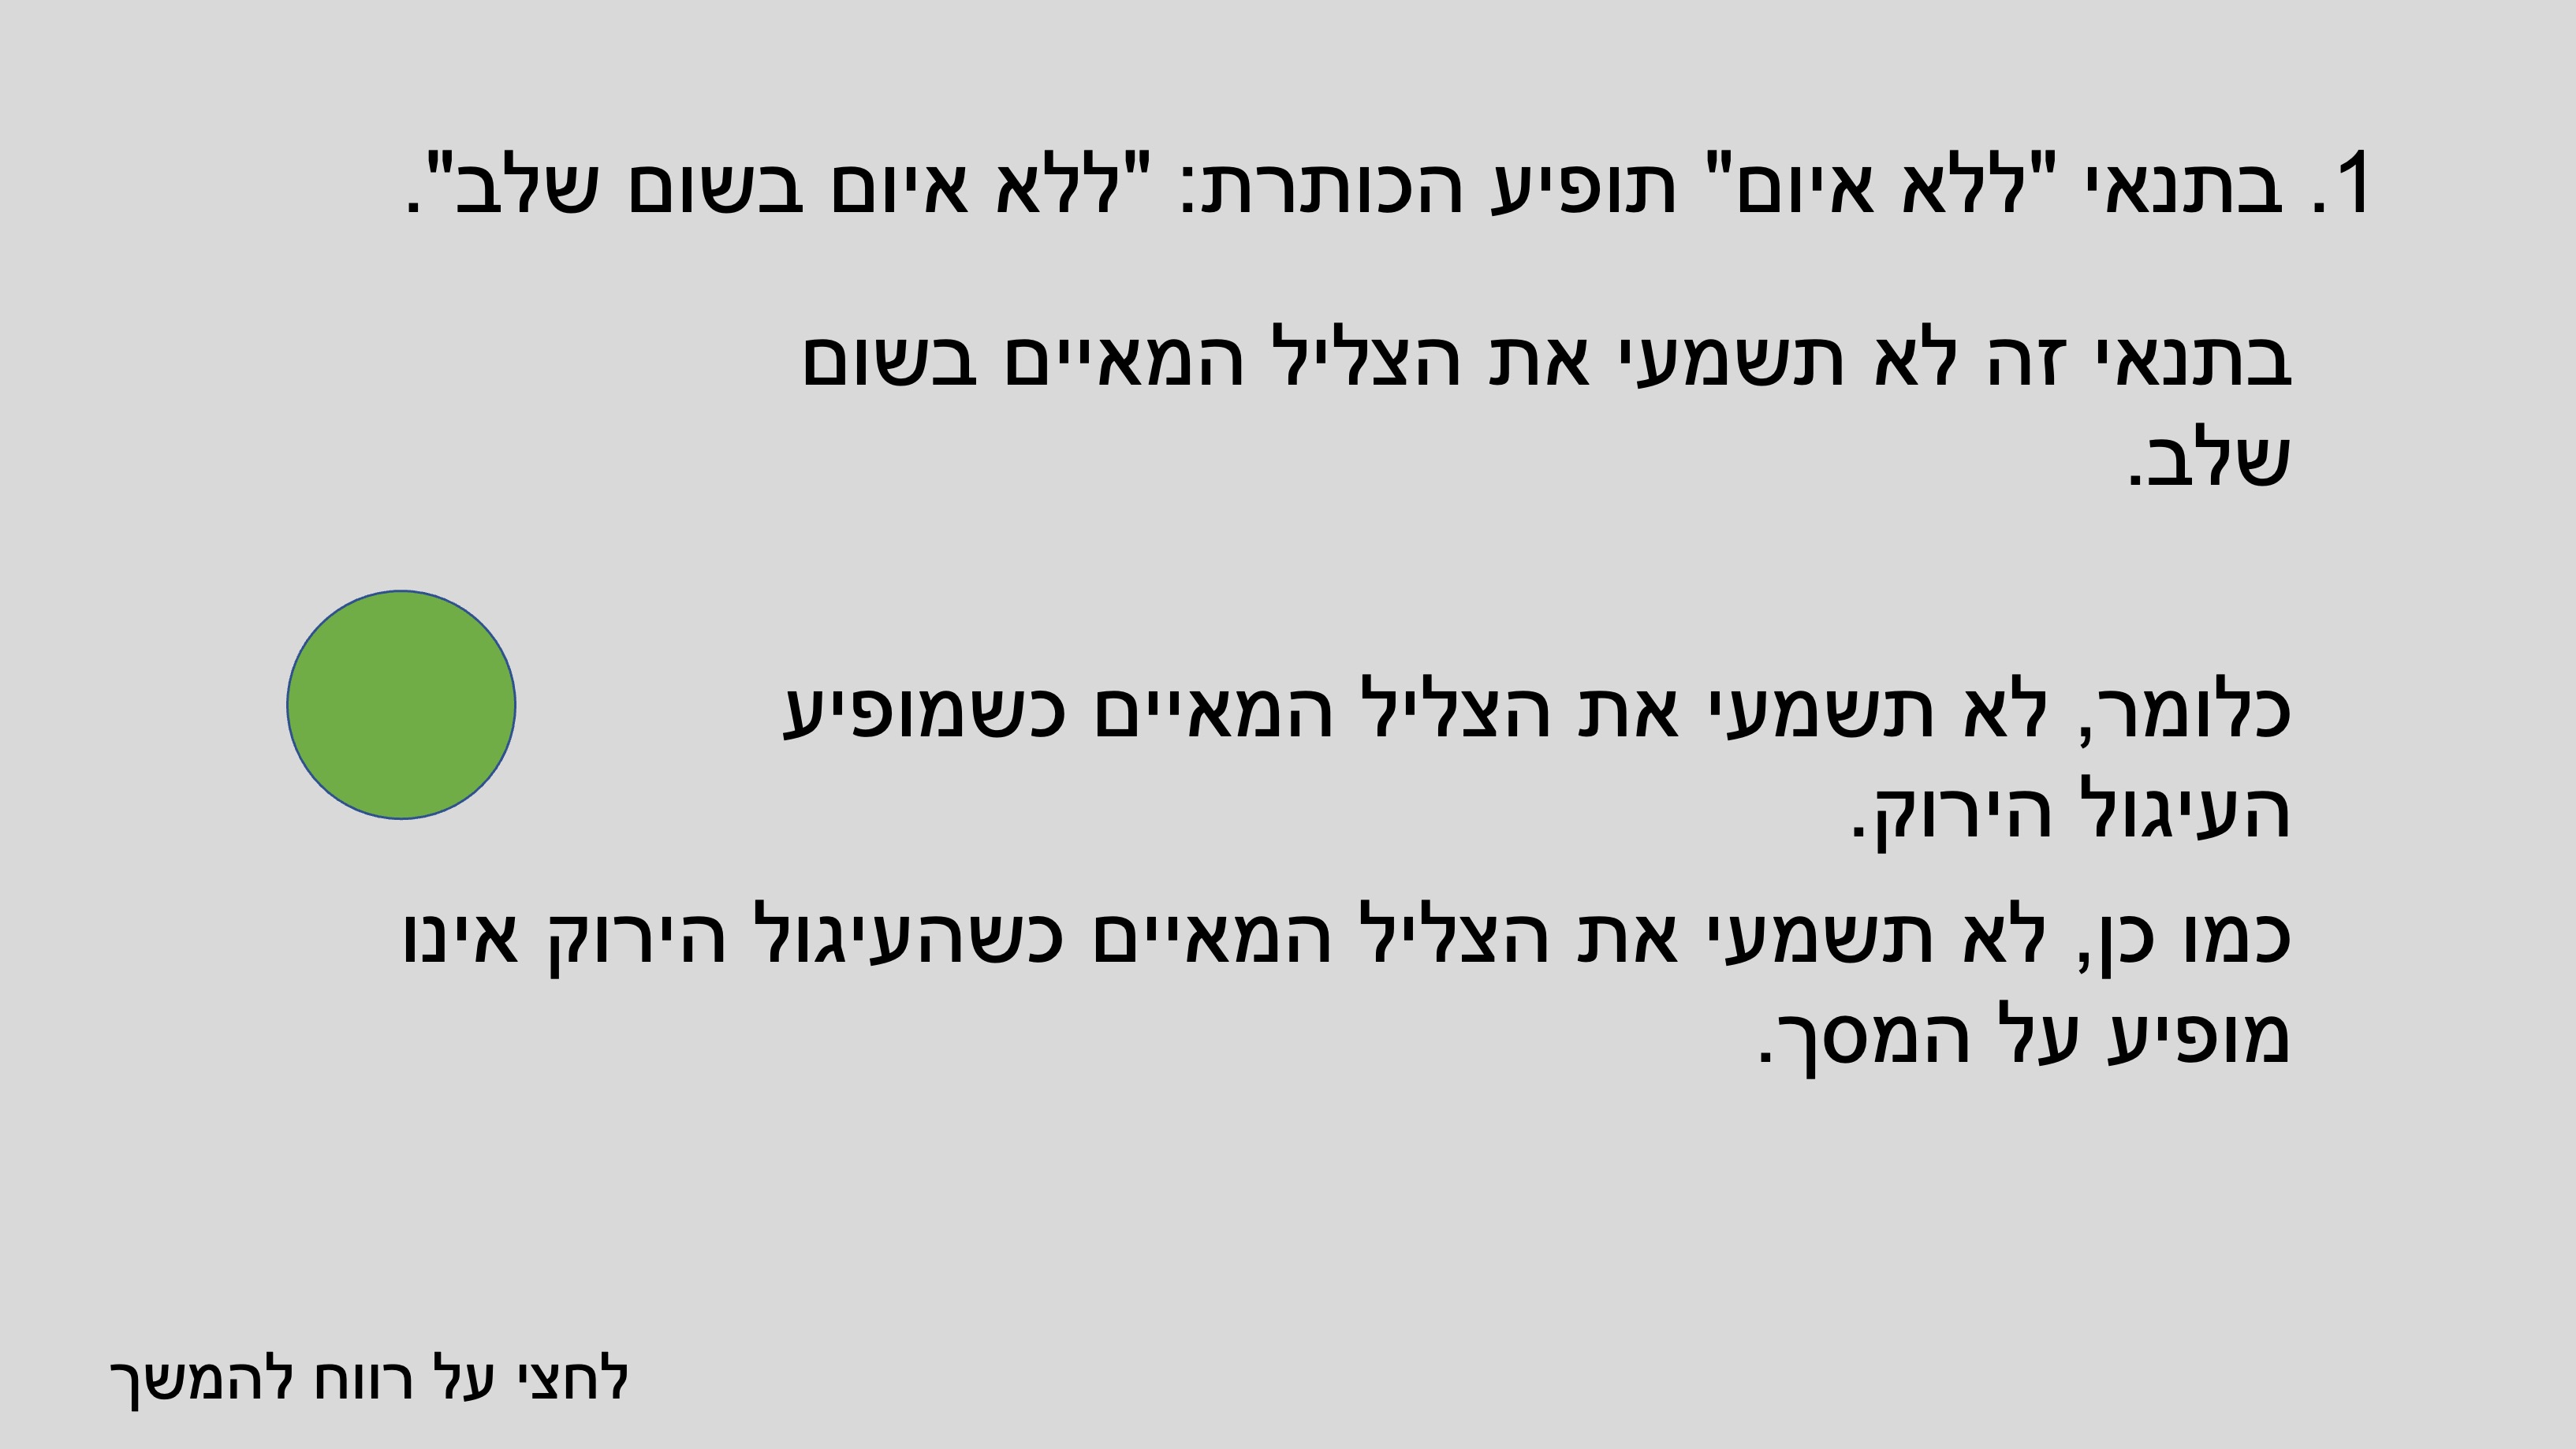 1. בתנאי "ללא איום" תופיע הכותרת: "ללא איום בשום שלב".
בתנאי זה לא תשמעי את הצליל המאיים בשום
שלב.
כלומר, לא תשמעי את הצליל המאיים כשמופיע
העיגול הירוק.
כמו כן, לא תשמעי את הצליל המאיים כשהעיגול הירוק אינו
מופיע על המסך.
לחצי על רווח להמשך